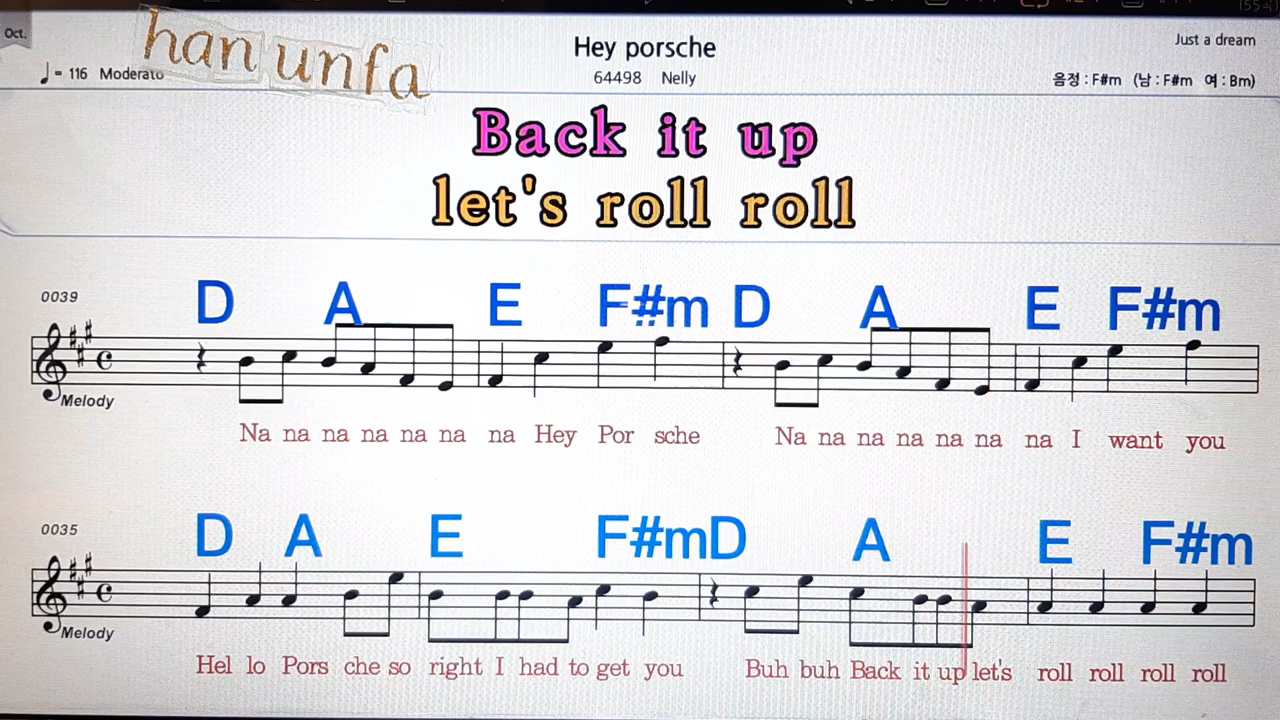 Oct.
han unfa
Hey porsche
Just a dream
♩= 116 Moderato
64498 Nelly
음정 : F#m (남 : F#m 여 : Bm)
Back it up
let's roll roll
0039
D A E F#m D A E F#m
Melody
Na na na na na na na Hey Por sche Na na na na na na na I want you
0035
D A E F#m D A E F#m
Melody
Hel lo Pors che so right I had to get you Buh buh Back it up let's roll roll roll roll